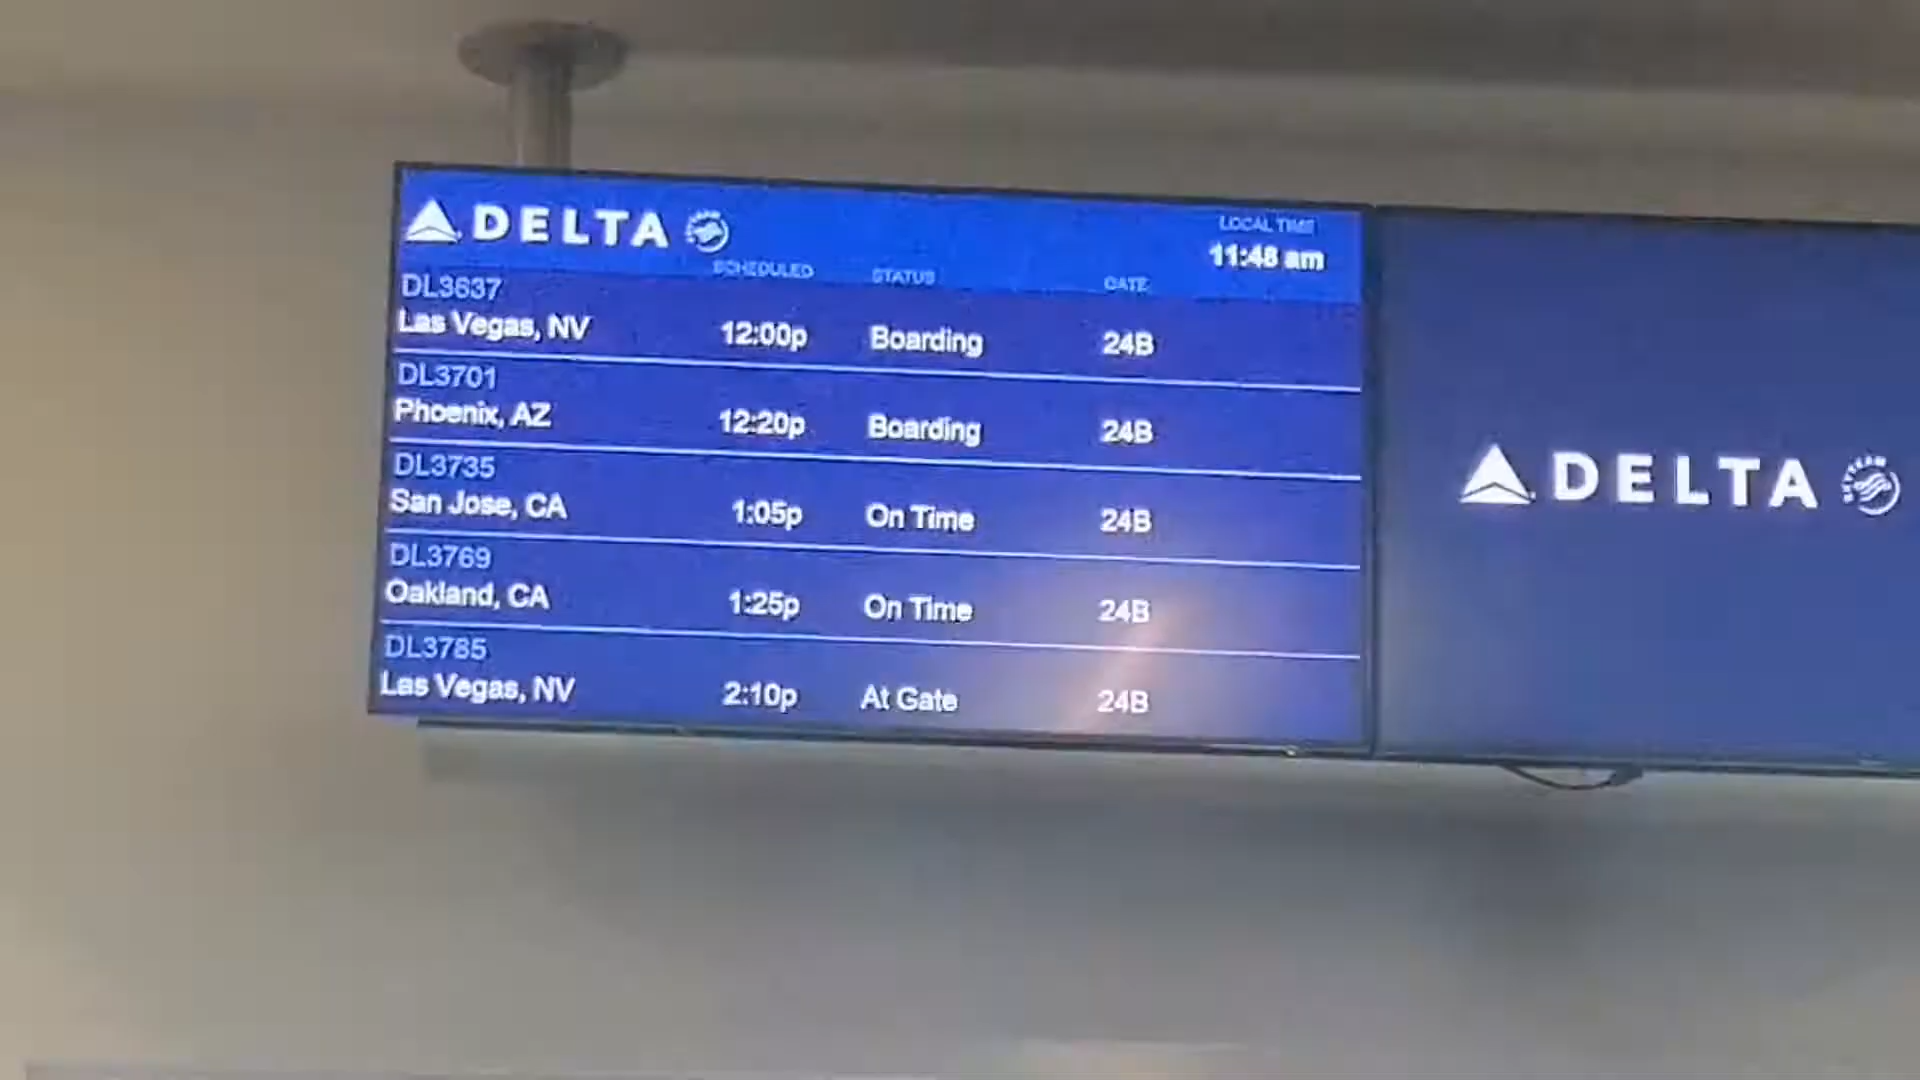 DELTA
LOCAL TIME
11:48 am
SCHEDULED STATUS GATE
DL3637
Las Vegas, NV 12:00p Boarding 24B
DL3701
Phoenix, AZ 12:20p Boarding 24B
DL3735
San Jose, CA 1:05p On Time 24B
DL3769
Oakland, CA 1:25p On Time 24B
DL3785
Las Vegas, NV 2:10p At Gate 24B
DELTA